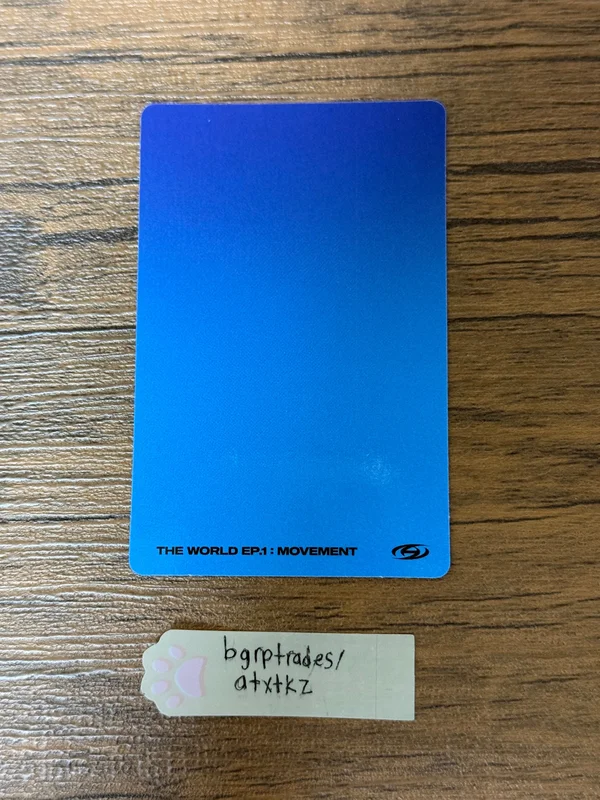 THE WORLD EP.1 : MOVEMENT
bgrptrades/
atxtkz